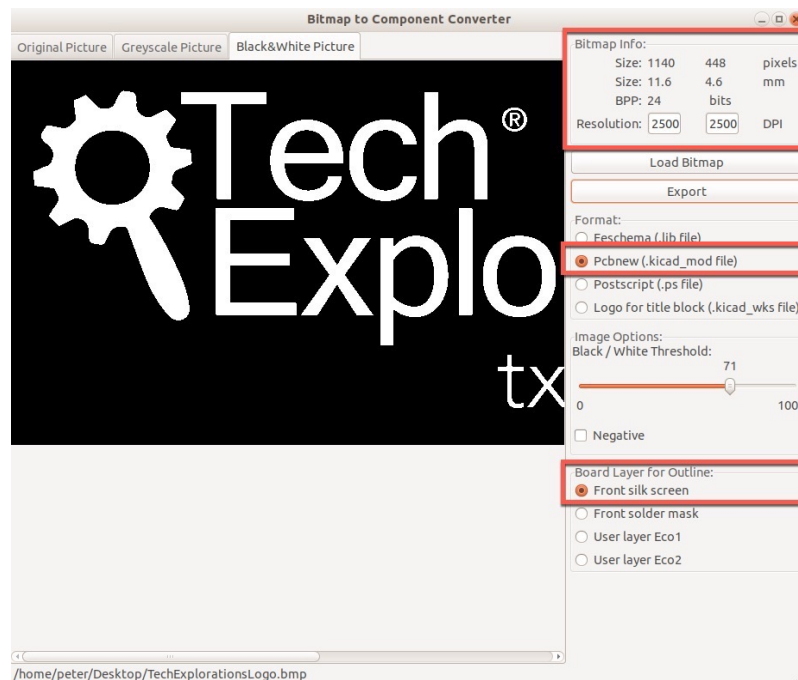 Bitmap to Component Converter
Original Picture Greyscale Picture Black&White Picture
Tech®
Explo
tx
Bitmap Info:
Size: 1140 448 pixels
Size: 11.6 4.6 mm
BPP: 24 bits
Resolution: 2500 2500 DPI
Load Bitmap
Export
Format:
Eeschema (.lib file)
Pcbnew (.kicad_mod file)
Postscript (.ps file)
Logo for title block (.kicad_wks file)
Image Options:
Black / White Threshold:
71
0 100
Negative
Board Layer for Outline:
Front silk screen
Front solder mask
User layer Eco1
User layer Eco2
/home/peter/Desktop/TechExplorationsLogo.bmp